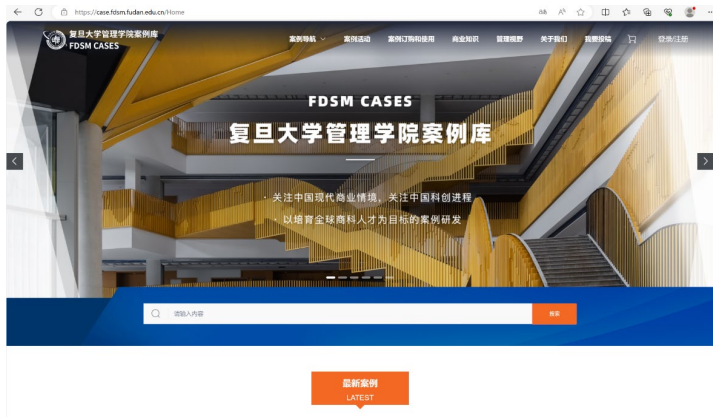 https://case.fdsm.fudan.edu.cn/Home
复旦大学管理学院案例库
FDSM CASES
案例导航 案例活动 案例订购和使用 商业知识 管理视野 关于我们 我要投稿 登录/注册
FDSM CASES
复旦大学管理学院案例库
· 关注中国现代商业情境，关注中国科创进程
· 以培育全球商科人才为目标的案例研发
请输入内容 搜索
最新案例
LATEST